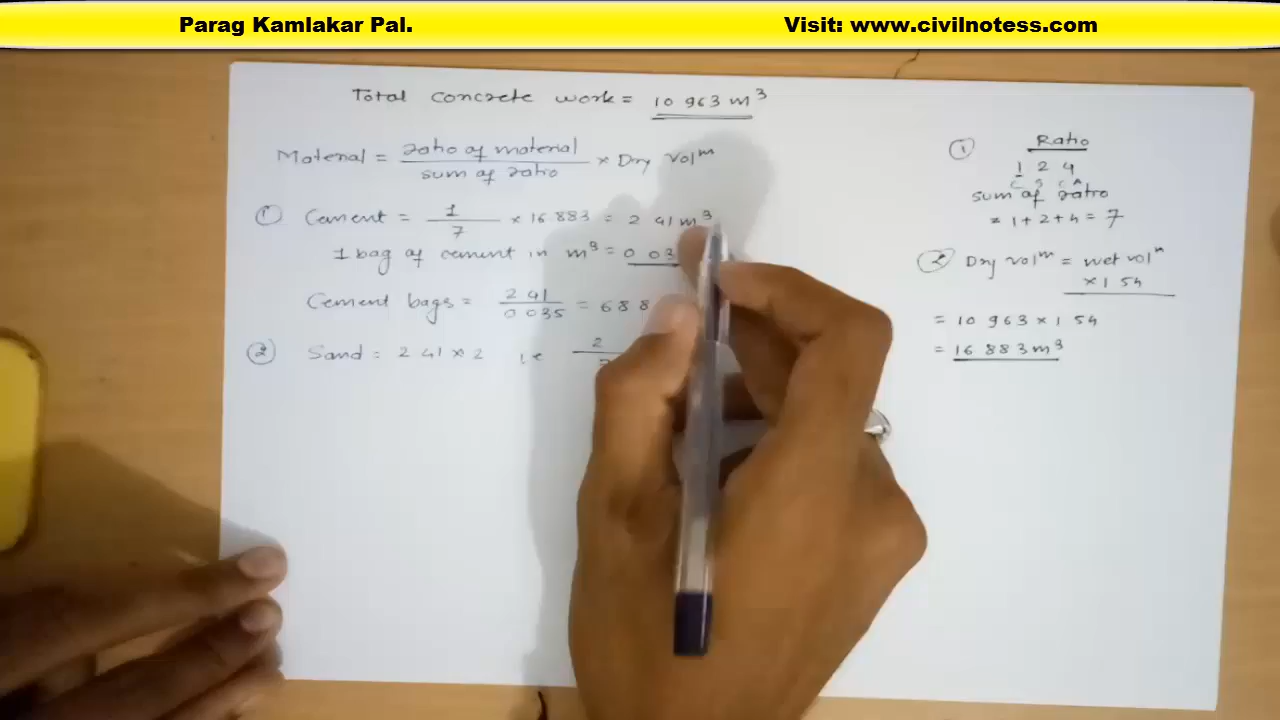 Parag Kamlakar Pal.
Visit: www.civilnotess.com
Total concrete work = 10 963 m³
Material = ratio of material / sum of ratio × Dry volᵐ
① Cement = 1/7 × 16 883 = 2 41 m³
1 bag of cement in m³ = 0 03
Cement bags = 2 41 / 0 035 = 68 8
② Sand = 2 41 × 2 i e 2
① Ratio
1 2 4
C S C A
sum of ratio
= 1 + 2 + 4 = 7
② Dry volᵐ = wet volᵐ
× 1 54
= 10 963 × 1 54
= 16 883 m³